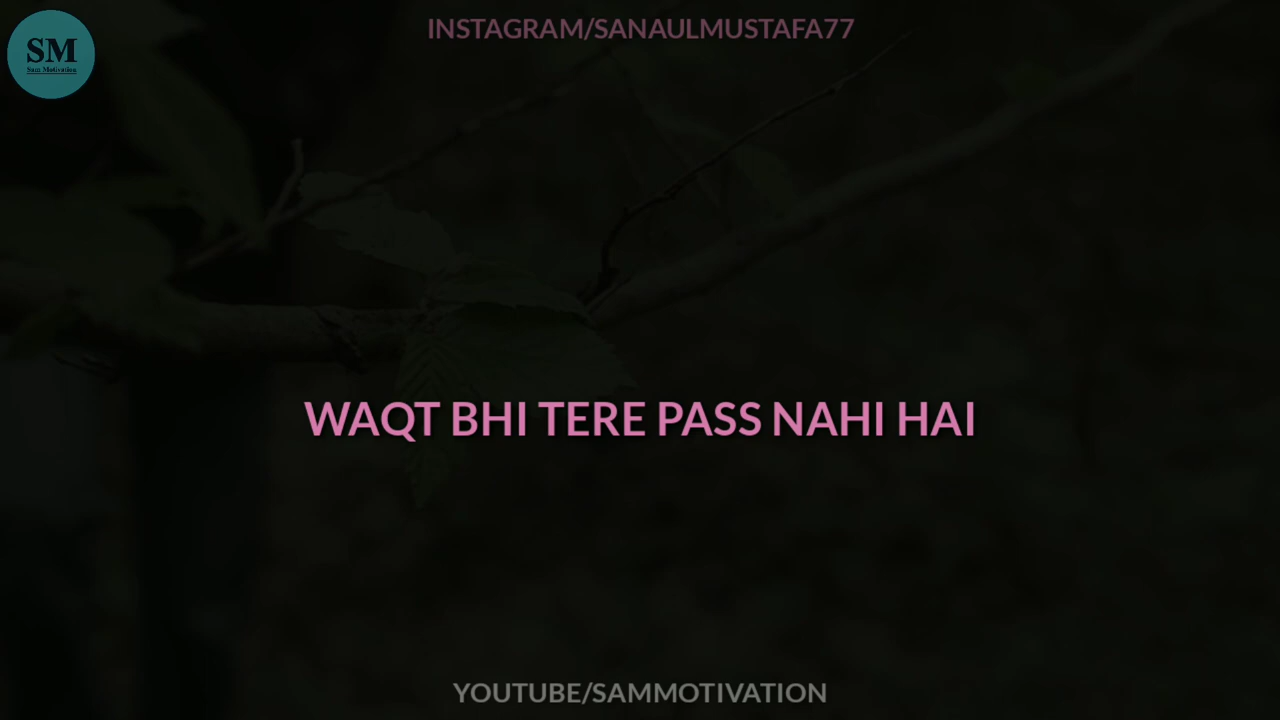 INSTAGRAM/SANAULMUSTAFA77
SM
Sam Motivation
WAQT BHI TERE PASS NAHI HAI
YOUTUBE/SAMMOTIVATION